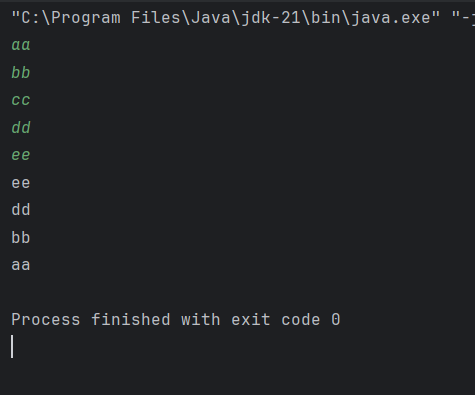 "C:\Program Files\Java\jdk-21\bin\java.exe" "-j
aa
bb
cc
dd
ee
ee
dd
bb
aa
Process finished with exit code 0